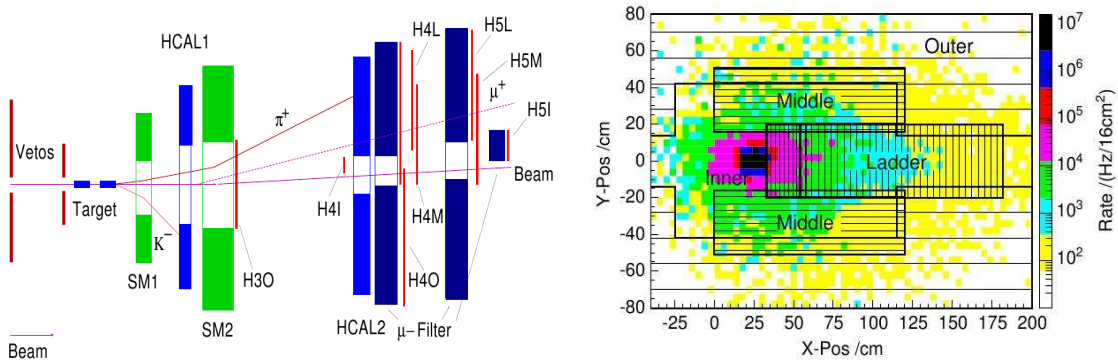 HCAL1
H4L
H5L
H5M
μ+
H5I
π+
Vetos
Beam
Target
Inner
K−
H4I
H4M
SM1
H3O
H4O
SM2
HCAL2
μ−Filter
Beam
80
60
40
20
0
-20
-40
-60
-80
Y-Pos /cm
Outer
Middle
Ladder
Inner
Middle
-25 0 25 50 75 100 125 150 175 200
X-Pos /cm
10^7
10^6
10^5
10^4
10^3
10^2
Rate /(Hz/16cm²)